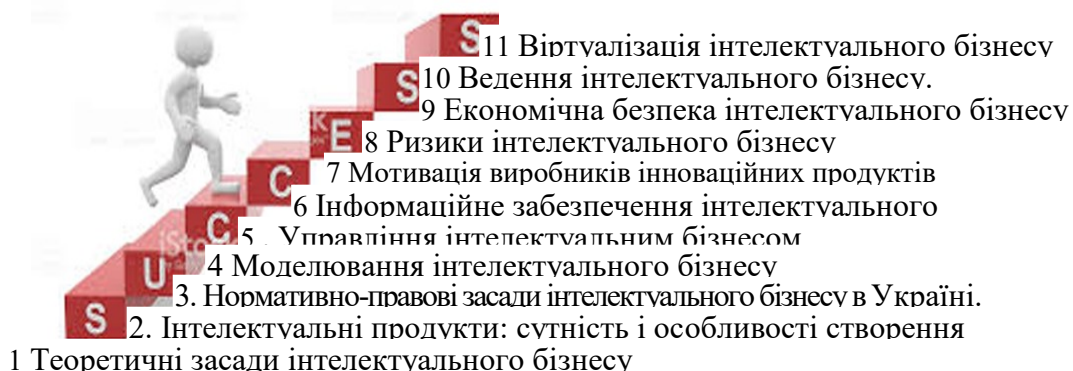 S 11 Віртуалізація інтелектуального бізнесу
S 10 Ведення інтелектуального бізнесу.
9 Економічна безпека інтелектуального бізнесу
E 8 Ризики інтелектуального бізнесу
C 7 Мотивація виробників інноваційних продуктів
6 Інформаційне забезпечення інтелектуального
C 5 . Управління інтелектуальним бізнесом
U 4 Моделювання інтелектуального бізнесу
3. Нормативно-правові засади інтелектуального бізнесу в Україні.
S 2. Інтелектуальні продукти: сутність і особливості створення
1 Теоретичні засади інтелектуального бізнесу